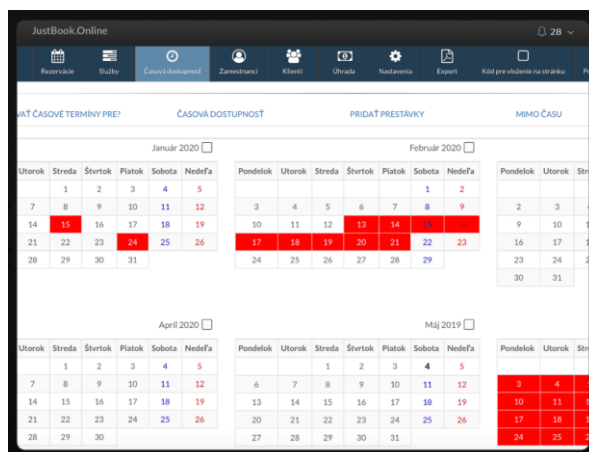 JustBook.Online
28
Rezervácie Služby Časová dostupnosť Zamestnanci Klienti Úhrada Nastavenia Export Kód pre vloženie na stránku
VAŤ ČASOVÉ TERMÍNY PRE? ČASOVÁ DOSTUPNOSŤ PRIDAŤ PRESTÁVKY MIMO ČASU
Január 2020 Február 2020
Utorok Streda Štvrtok Piatok Sobota Nedeľa Pondelok Utorok Streda Štvrtok Piatok Sobota Nedeľa Pondelok Utorok
1 2 3 4 5 1 2
7 8 9 10 11 12 3 4 5 6 7 8 9 2 3
14 15 16 17 18 19 10 11 12 13 14 15 9 10
21 22 23 24 25 26 17 18 19 20 21 22 23 16 17
28 29 30 31 24 25 26 27 28 29 23 24
30 31
Apríl 2020 Máj 2019
Utorok Streda Štvrtok Piatok Sobota Nedeľa Pondelok Utorok Streda Štvrtok Piatok Sobota Nedeľa Pondelok Utorok
1 2 3 4 5 1 2 3 4 5
7 8 9 10 11 12 6 7 8 9 10 11 12 3 4
14 15 16 17 18 19 13 14 15 16 17 18 19 10 11
21 22 23 24 25 26 20 21 22 23 24 25 26 17 18
28 29 30 27 28 29 30 31 24 25